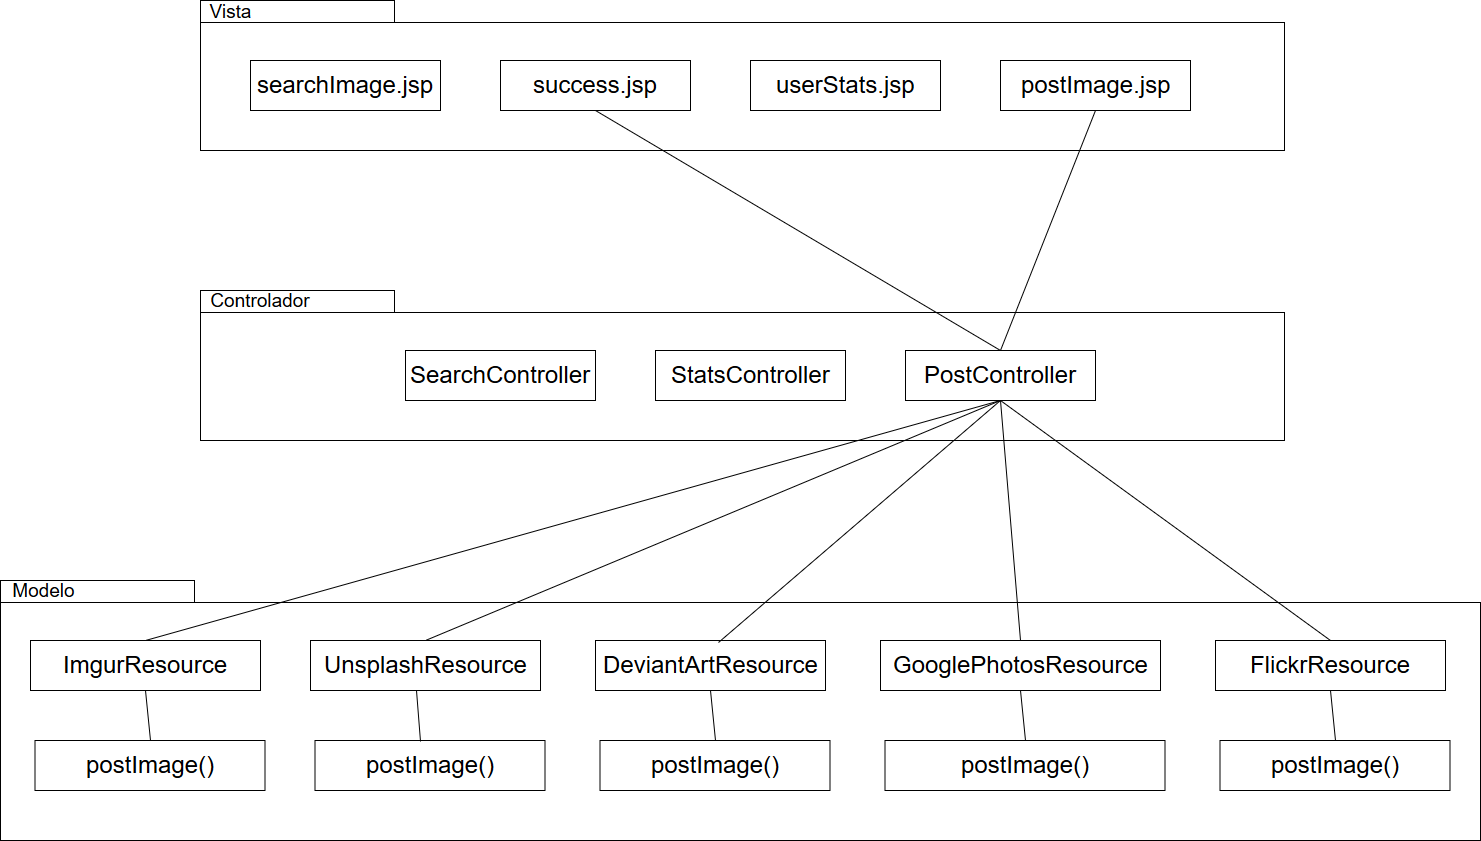 Vista
searchImage.jsp
success.jsp
userStats.jsp
postImage.jsp
Controlador
SearchController
StatsController
PostController
Modelo
ImgurResource
UnsplashResource
DeviantArtResource
GooglePhotosResource
FlickrResource
postImage()
postImage()
postImage()
postImage()
postImage()